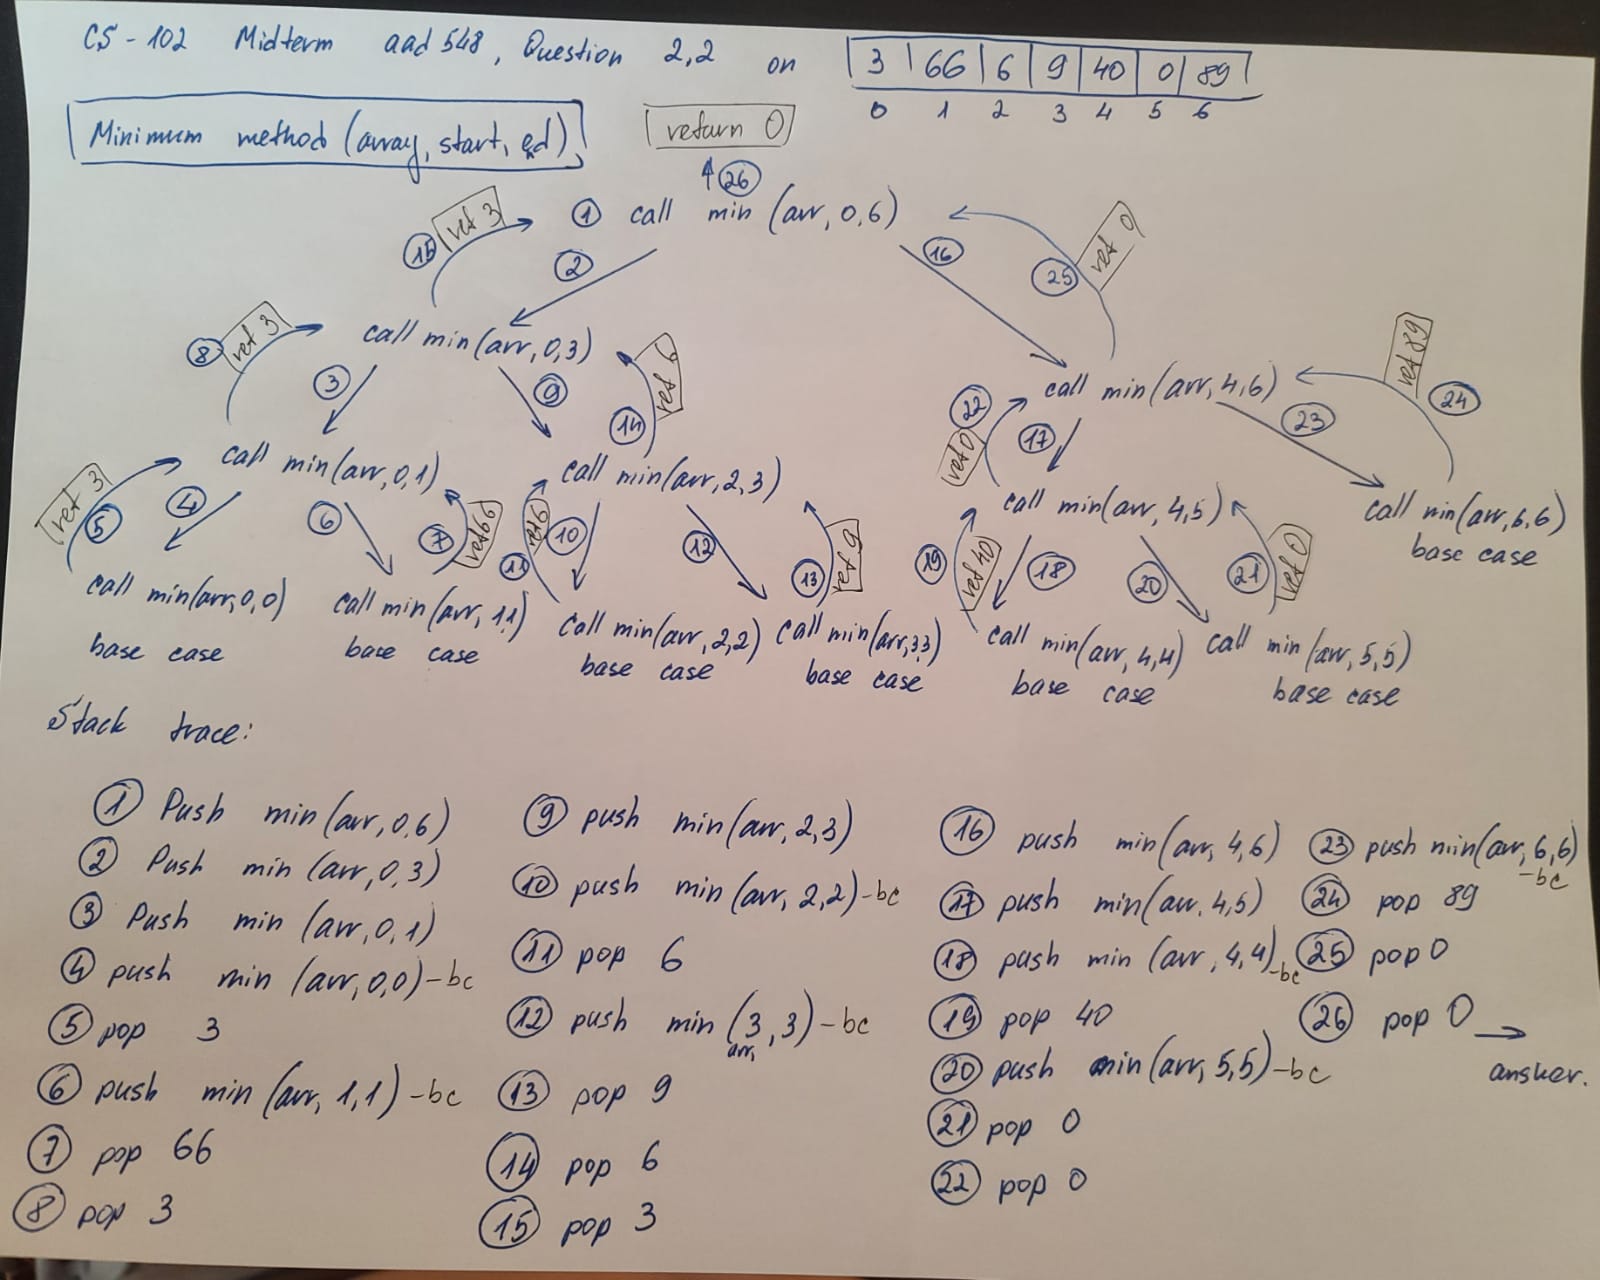 CS-102 Midterm aad548, Question 2,2 on 3 66 6 9 40 0 89
0 1 2 3 4 5 6
Minimum method (array, start, end)
return 0
26
15 ret 3
1 call min (arr, 0,6)
2
16
25 ret 0
8 ret 3
call min(arr, 0,3)
3
9
14 ret 6
call min(arr, 4,6)
22 ret 0
17
23
24 ret 89
call min(arr, 0,1)
call min(arr, 2,3)
call min(arr, 4,5)
call min(arr, 6,6)
base case
5 ret 3
4
6
7 ret 66
11 ret 6
10
12
13 ret 9
19 ret 40
18
20
21 ret 0
call min(arr, 0,0)
base case
call min(arr, 1,1)
base case
call min(arr, 2,2)
base case
call min(arr, 3,3)
base case
call min(arr, 4,4)
base case
call min(arr, 5,5)
base case
Stack trace:
1 Push min (arr, 0,6)
2 Push min (arr, 0,3)
3 Push min (arr, 0,1)
4 push min (arr, 0,0) - bc
5 pop 3
6 push min (arr, 1,1) - bc
7 pop 66
8 pop 3
9 push min (arr, 2,3)
10 push min (arr, 2,2) - bc
11 pop 6
12 push min (arr, 3,3) - bc
13 pop 9
14 pop 6
15 pop 3
16 push min (arr, 4,6)
17 push min (arr, 4,5)
18 push min (arr, 4,4) - bc
19 pop 40
20 push min (arr, 5,5) - bc
21 pop 0
22 pop 0
23 push min (arr, 6,6) - bc
24 pop 89
25 pop 0
26 pop 0 →
answer.